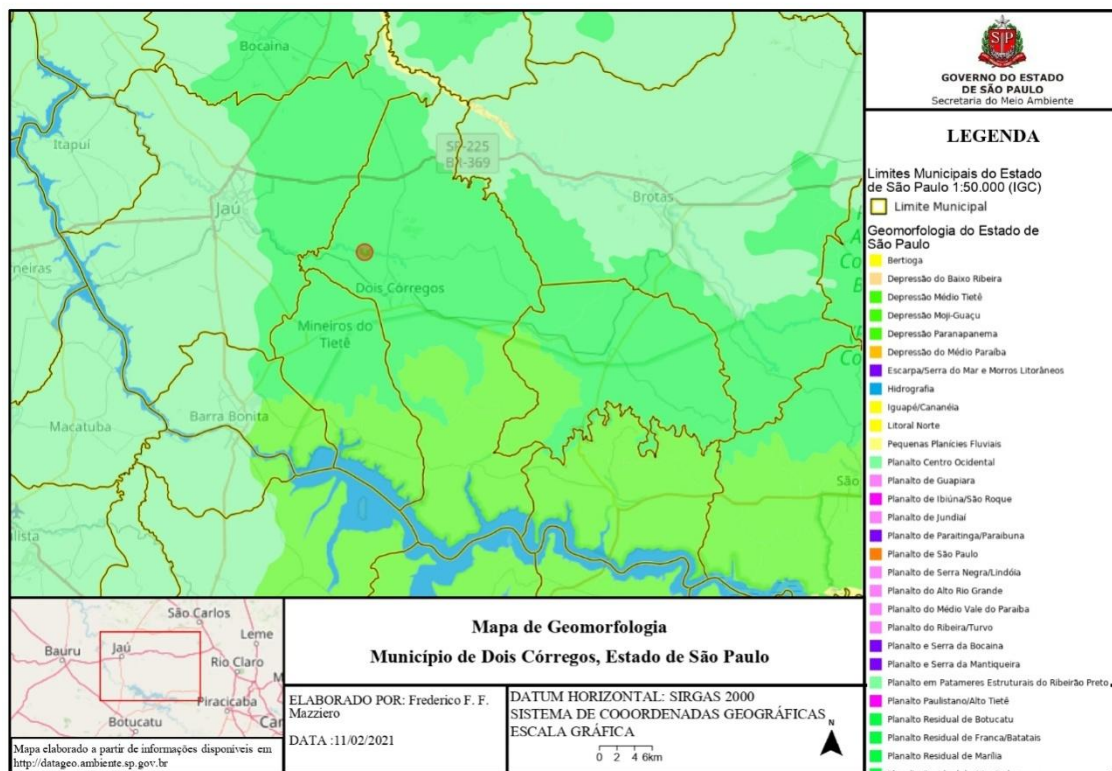 Bocaina
Itapuí
SP-225
BR-369
Jaú
Brotas
Dois Córregos
Mineiros do
Tietê
Barra Bonita
Macatuba
São
GOVERNO DO ESTADO
DE SÃO PAULO
Secretaria do Meio Ambiente
LEGENDA
Limites Municipais do Estado
de São Paulo 1:50.000 (IGC)
Limite Municipal
Geomorfologia do Estado de
São Paulo
Bertioga
Depressão do Baixo Ribeira
Depressão Médio Tietê
Depressão Moji-Guaçu
Depressão Paranapanema
Depressão do Médio Paraíba
Escarpa/Serra do Mar e Morros Litorâneos
Hidrografia
Iguapé/Cananéia
Litoral Norte
Pequenas Planícies Fluviais
Planalto Centro Ocidental
Planalto de Guapiara
Planalto de Ibiúna/São Roque
Planalto de Jundiaí
Planalto de Paraitinga/Paraibuna
Planalto de São Paulo
Planalto de Serra Negra/Lindóia
Planalto do Alto Rio Grande
Planalto do Médio Vale do Paraíba
Planalto do Ribeira/Turvo
Planalto e Serra da Bocaina
Planalto e Serra da Mantiqueira
Planalto em Patameres Estruturais do Ribeirão Preto
Planalto Paulistano/Alto Tietê
Planalto Residual de Botucatu
Planalto Residual de Franca/Batatais
Planalto Residual de Marília
São Carlos
Leme
Bauru
Jaú
Rio Claro
Piracicaba
Botucatu
Mapa elaborado a partir de informações disponíveis em
http://datageo.ambiente.sp.gov.br
Mapa de Geomorfologia
Município de Dois Córregos, Estado de São Paulo
ELABORADO POR: Frederico F. F.
Mazziero
DATA :11/02/2021
DATUM HORIZONTAL: SIRGAS 2000
SISTEMA DE COOORDENADAS GEOGRÁFICAS
ESCALA GRÁFICA
0 2 4 6km
N